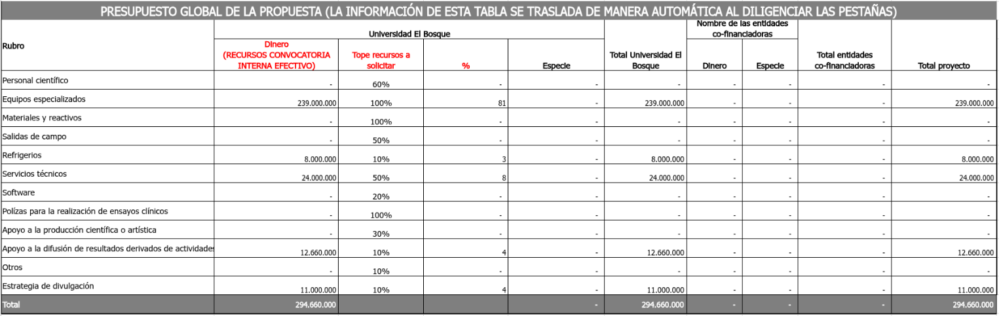 PRESUPUESTO GLOBAL DE LA PROPUESTA (LA INFORMACIÓN DE ESTA TABLA SE TRASLADA DE MANERA AUTOMÁTICA AL DILIGENCIAR LAS PESTAÑAS)
Rubro
Universidad El Bosque
Dinero
(RECURSOS CONVOCATORIA
INTERNA EFECTIVO)
Tope recursos a
solicitar
%
Especie
Total Universidad El
Bosque
Nombre de las entidades
co-financiadoras
Dinero
Especie
Total entidades
co-financiadoras
Total proyecto
Personal científico - 60% - - - - - - -
Equipos especializados 239.000.000 100% 81 - 239.000.000 - - - 239.000.000
Materiales y reactivos - 100% - - - - - - -
Salidas de campo - 50% - - - - - - -
Refrigerios 8.000.000 10% 3 - 8.000.000 - - - 8.000.000
Servicios técnicos 24.000.000 50% 8 - 24.000.000 - - - 24.000.000
Software - 20% - - - - - - -
Polízas para la realización de ensayos clínicos - 100% - - - - - - -
Apoyo a la producción científica o artística - 30% - - - - - - -
Apoyo a la difusión de resultados derivados de actividades 12.660.000 10% 4 - 12.660.000 - - - 12.660.000
Otros - 10% - - - - - - -
Estrategia de divulgación 11.000.000 10% 4 - 11.000.000 - - - 11.000.000
Total 294.660.000 - 294.660.000 - - - 294.660.000